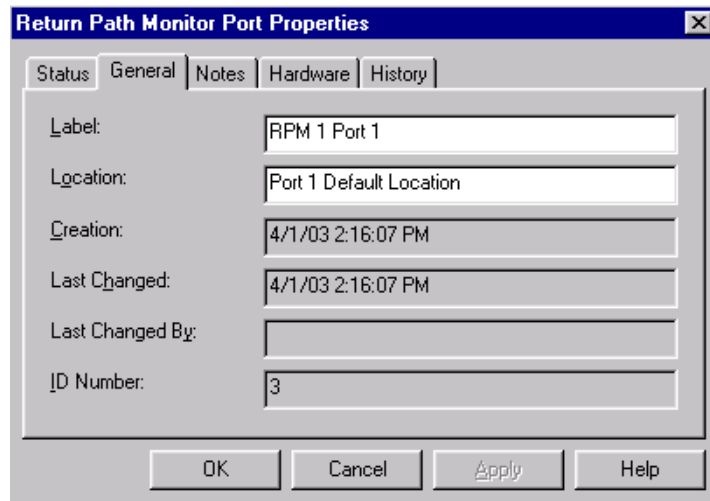 Return Path Monitor Port Properties
Status General Notes Hardware History
Label: RPM 1 Port 1
Location: Port 1 Default Location
Creation: 4/1/03 2:16:07 PM
Last Changed: 4/1/03 2:16:07 PM
Last Changed By:
ID Number: 3
OK Cancel Apply Help